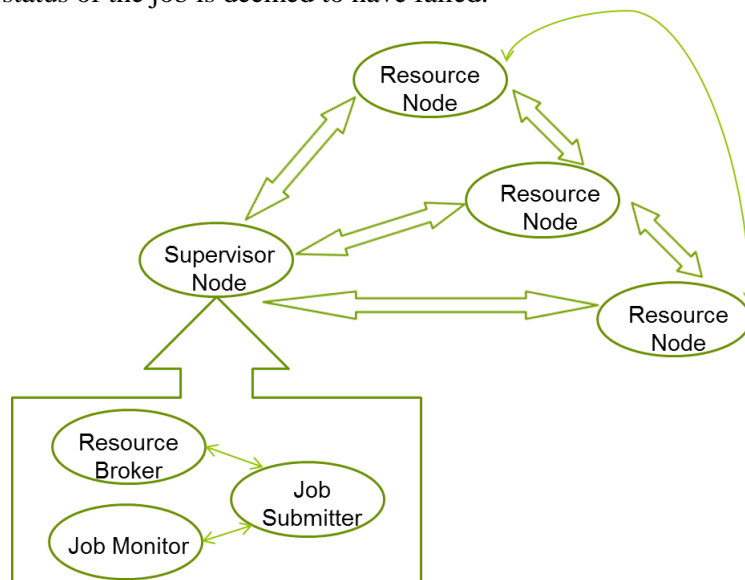 status of the job is deemed to have failed.
Resource
Node
Resource
Node
Supervisor
Node
Resource
Node
Resource
Broker
Job
Submitter
Job Monitor